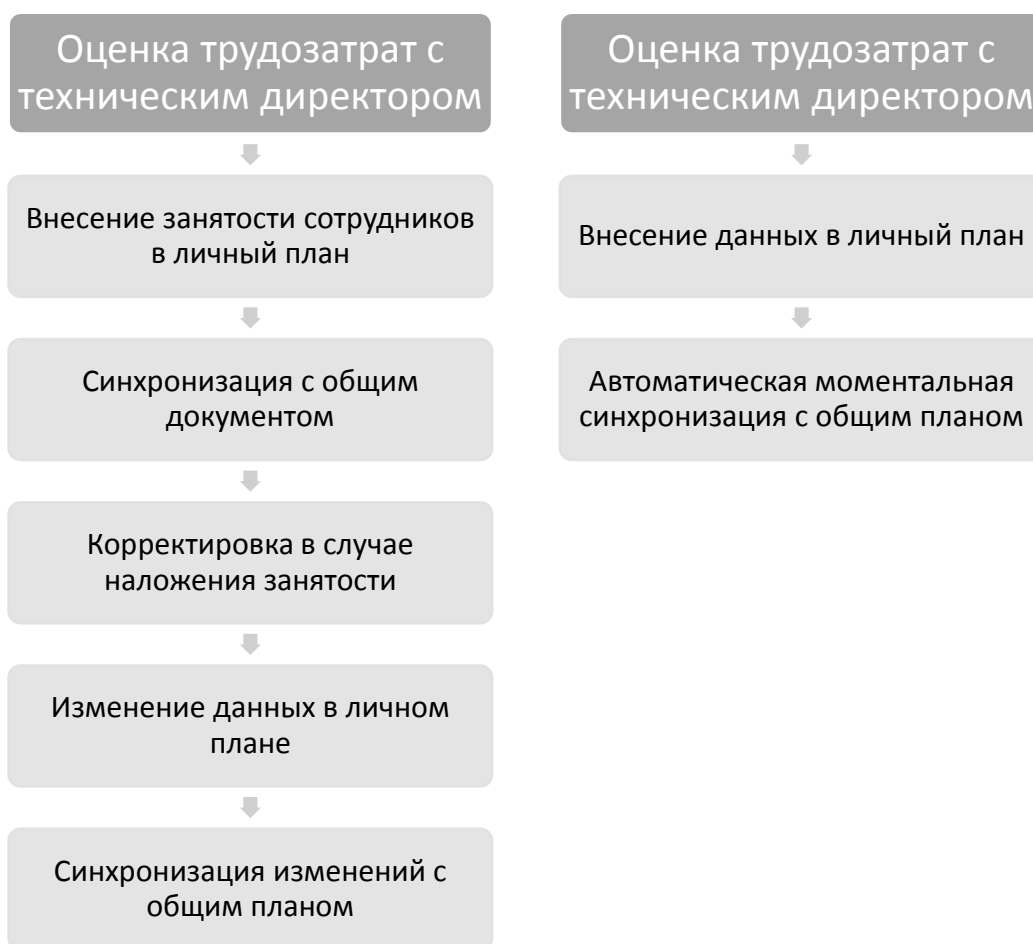 Оценка трудозатрат с
техническим директором
Внесение занятости сотрудников
в личный план
Синхронизация с общим
документом
Корректировка в случае
наложения занятости
Изменение данных в личном
плане
Синхронизация изменений с
общим планом
Оценка трудозатрат с
техническим директором
Внесение данных в личный план
Автоматическая моментальная
синхронизация с общим планом